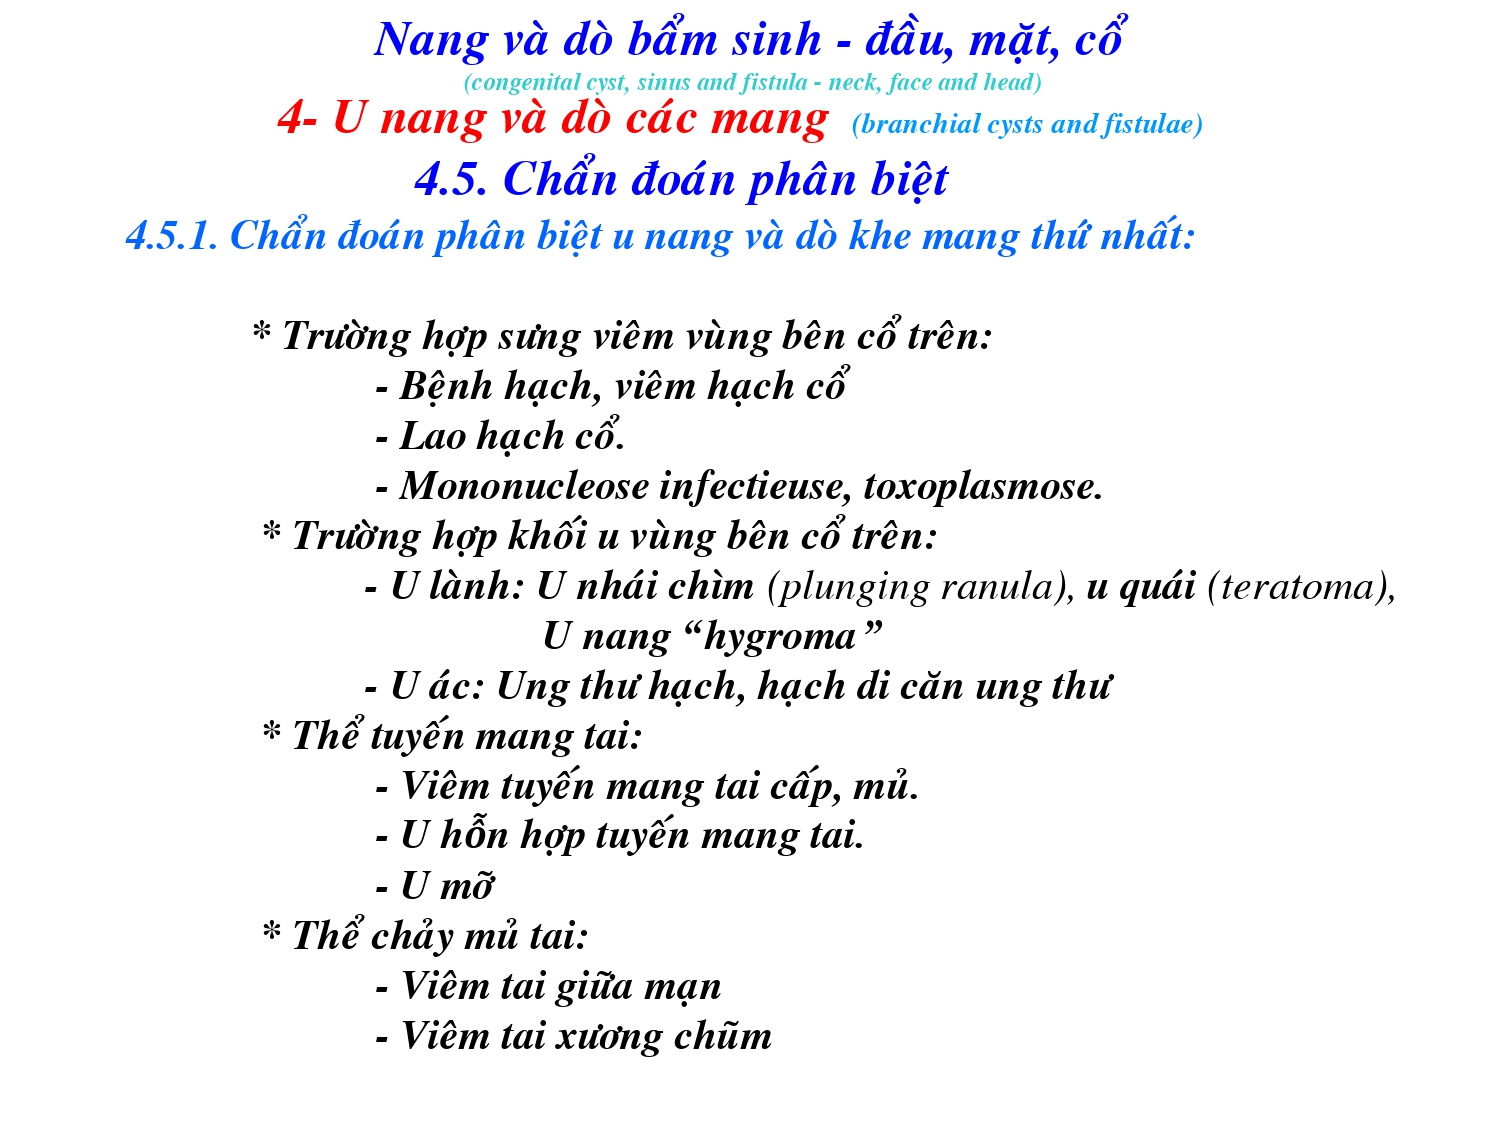 Nang và dò bẩm sinh - đầu, mặt, cổ
(congenital cyst, sinus and fistula - neck, face and head)
4- U nang và dò các mang (branchial cysts and fistulae)
4.5. Chẩn đoán phân biệt
4.5.1. Chẩn đoán phân biệt u nang và dò khe mang thứ nhất:
* Trường hợp sưng viêm vùng bên cổ trên:
- Bệnh hạch, viêm hạch cổ
- Lao hạch cổ.
- Mononucleose infectieuse, toxoplasmose.
* Trường hợp khối u vùng bên cổ trên:
- U lành: U nhái chìm (plunging ranula), u quái (teratoma),
U nang “hygroma”
- U ác: Ung thư hạch, hạch di căn ung thư
* Thể tuyến mang tai:
- Viêm tuyến mang tai cấp, mủ.
- U hỗn hợp tuyến mang tai.
- U mỡ
* Thể chảy mủ tai:
- Viêm tai giữa mạn
- Viêm tai xương chũm